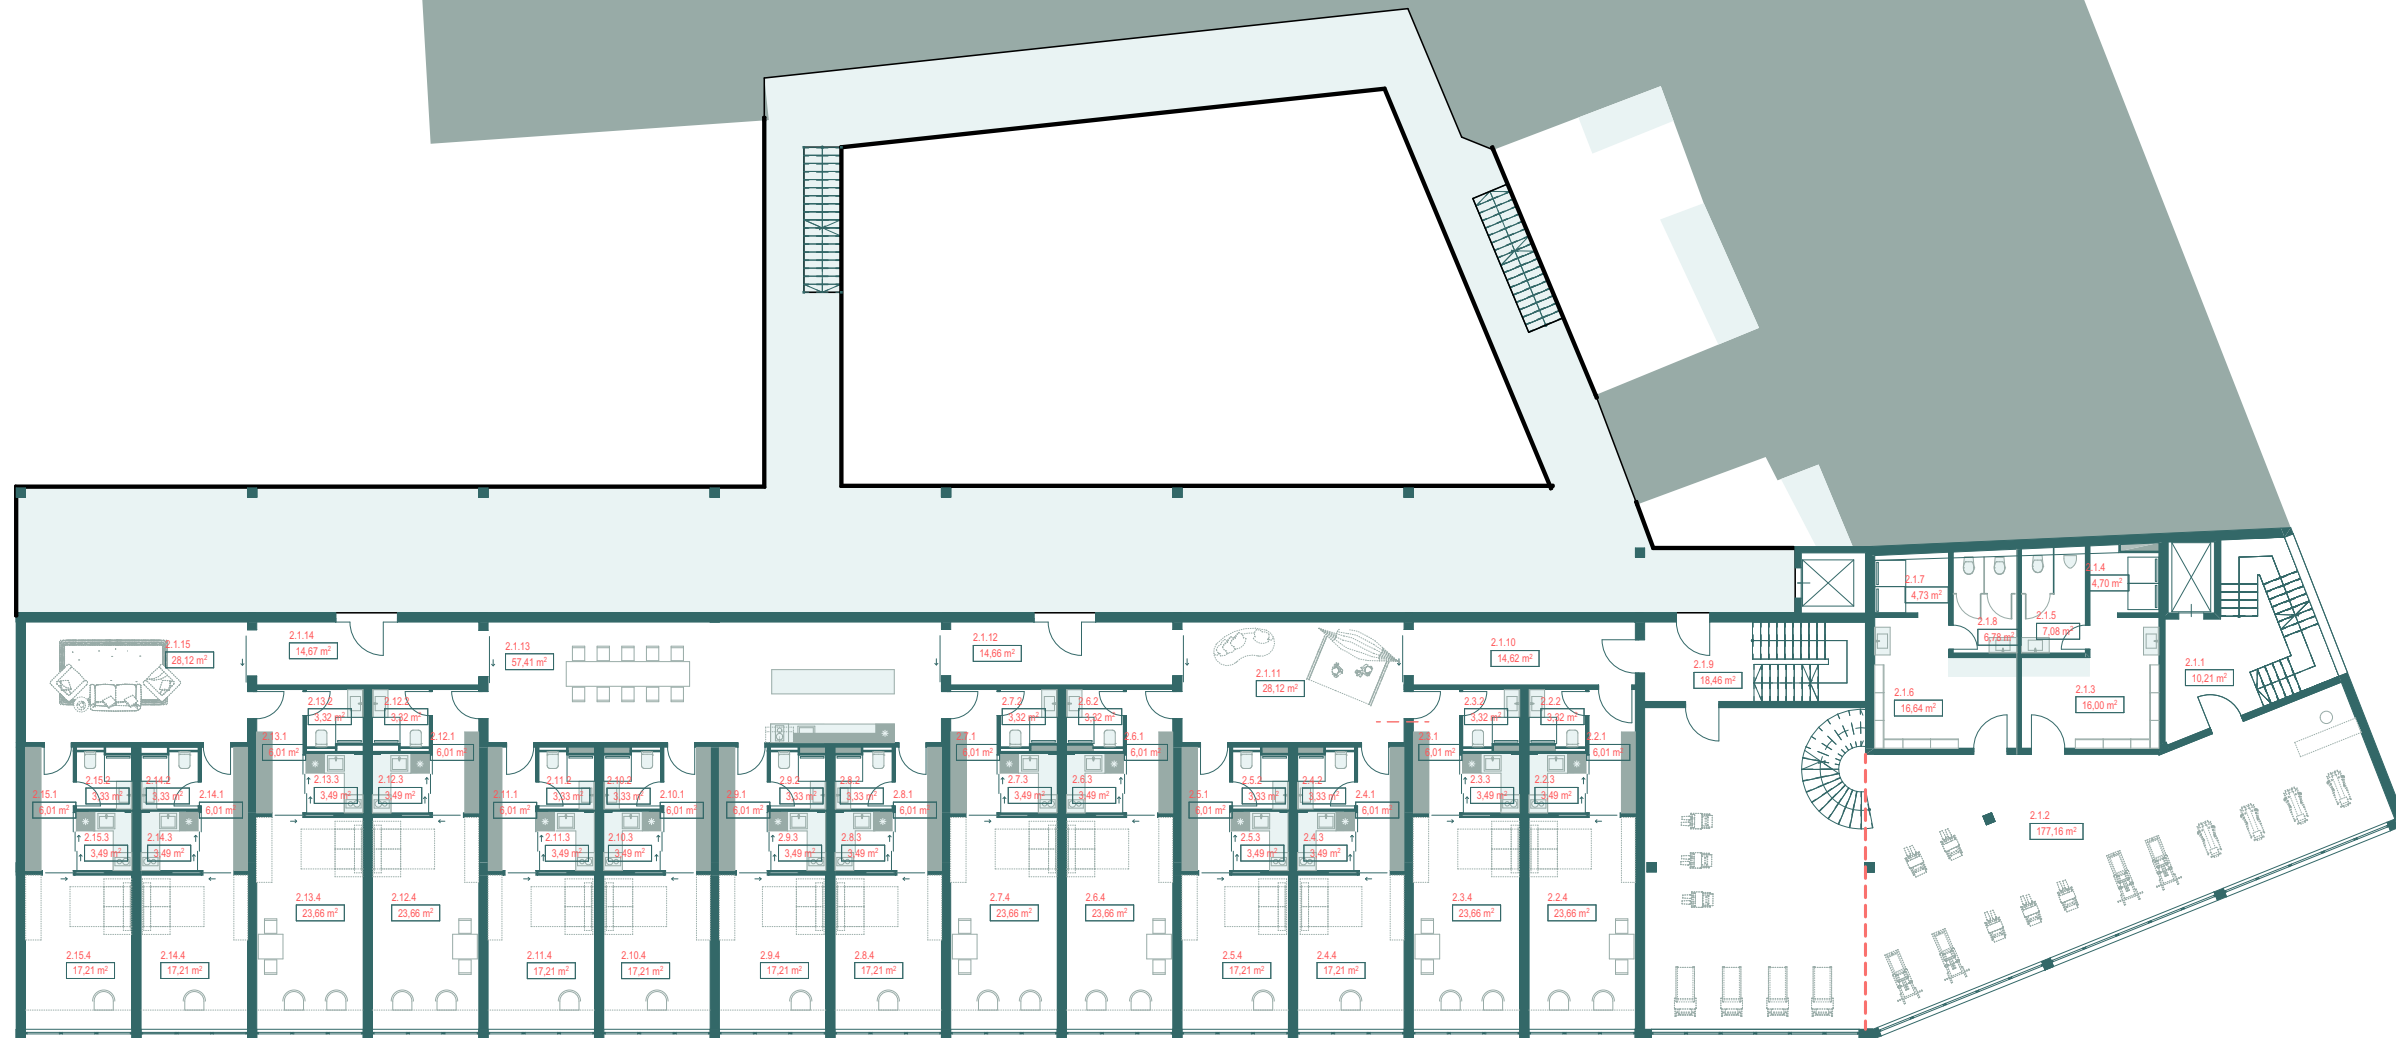 2.1.15
28,12 m²
2.1.14
14,67 m²
2.1.13
57,41 m²
2.1.12
14,66 m²
2.1.11
28,12 m²
2.1.10
14,62 m²
2.1.9
18,46 m²
2.1.7
4,73 m²
2.1.8
6,78 m²
2.1.5
7,08 m²
2.1.4
4,70 m²
2.1.6
16,64 m²
2.1.3
16,00 m²
2.1.1
10,21 m²
2.1.2
177,16 m²
2.15.1
6,01 m²
2.15.2
3,33 m²
2.15.3
3,49 m²
2.15.4
17,21 m²
2.14.2
3,33 m²
2.14.1
6,01 m²
2.14.3
3,49 m²
2.14.4
17,21 m²
2.13.1
6,01 m²
2.13.2
3,32 m²
2.13.3
3,49 m²
2.13.4
23,66 m²
2.12.2
3,32 m²
2.12.1
6,01 m²
2.12.3
3,49 m²
2.12.4
23,66 m²
2.11.1
6,01 m²
2.11.2
3,33 m²
2.11.3
3,49 m²
2.11.4
17,21 m²
2.10.2
3,33 m²
2.10.1
6,01 m²
2.10.3
3,49 m²
2.10.4
17,21 m²
2.9.1
6,01 m²
2.9.2
3,33 m²
2.9.3
3,49 m²
2.9.4
17,21 m²
2.8.2
3,33 m²
2.8.1
6,01 m²
2.8.3
3,49 m²
2.8.4
17,21 m²
2.7.1
6,01 m²
2.7.2
3,32 m²
2.7.3
3,49 m²
2.7.4
23,66 m²
2.6.2
3,32 m²
2.6.1
6,01 m²
2.6.3
3,49 m²
2.6.4
23,66 m²
2.5.1
6,01 m²
2.5.2
3,33 m²
2.5.3
3,49 m²
2.5.4
17,21 m²
2.4.2
3,33 m²
2.4.1
6,01 m²
2.4.3
3,49 m²
2.4.4
17,21 m²
2.3.1
6,01 m²
2.3.2
3,32 m²
2.3.3
3,49 m²
2.3.4
23,66 m²
2.2.2
3,32 m²
2.2.1
6,01 m²
2.2.3
3,49 m²
2.2.4
23,66 m²